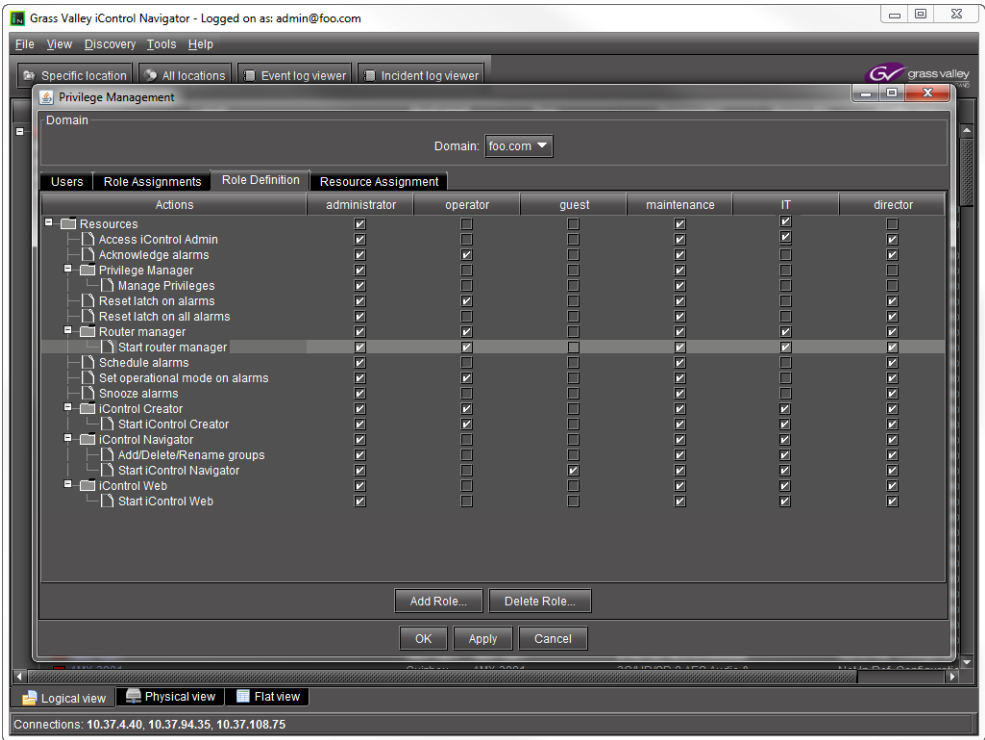 Grass Valley iControl Navigator - Logged on as: admin@foo.com
File View Discovery Tools Help
Specific location All locations Event log viewer Incident log viewer
grass valley
Privilege Management
Domain
Domain: foo.com
Users Role Assignments Role Definition Resource Assignment
Actions administrator operator guest maintenance IT director
Resources
Access iControl Admin
Acknowledge alarms
Privilege Manager
Manage Privileges
Reset latch on alarms
Reset latch on all alarms
Router manager
Start router manager
Schedule alarms
Set operational mode on alarms
Snooze alarms
iControl Creator
Start iControl Creator
iControl Navigator
Add/Delete/Rename groups
Start iControl Navigator
iControl Web
Start iControl Web
Add Role... Delete Role...
OK Apply Cancel
Logical view Physical view Flat view
Connections: 10.37.4.40, 10.37.94.35, 10.37.108.75